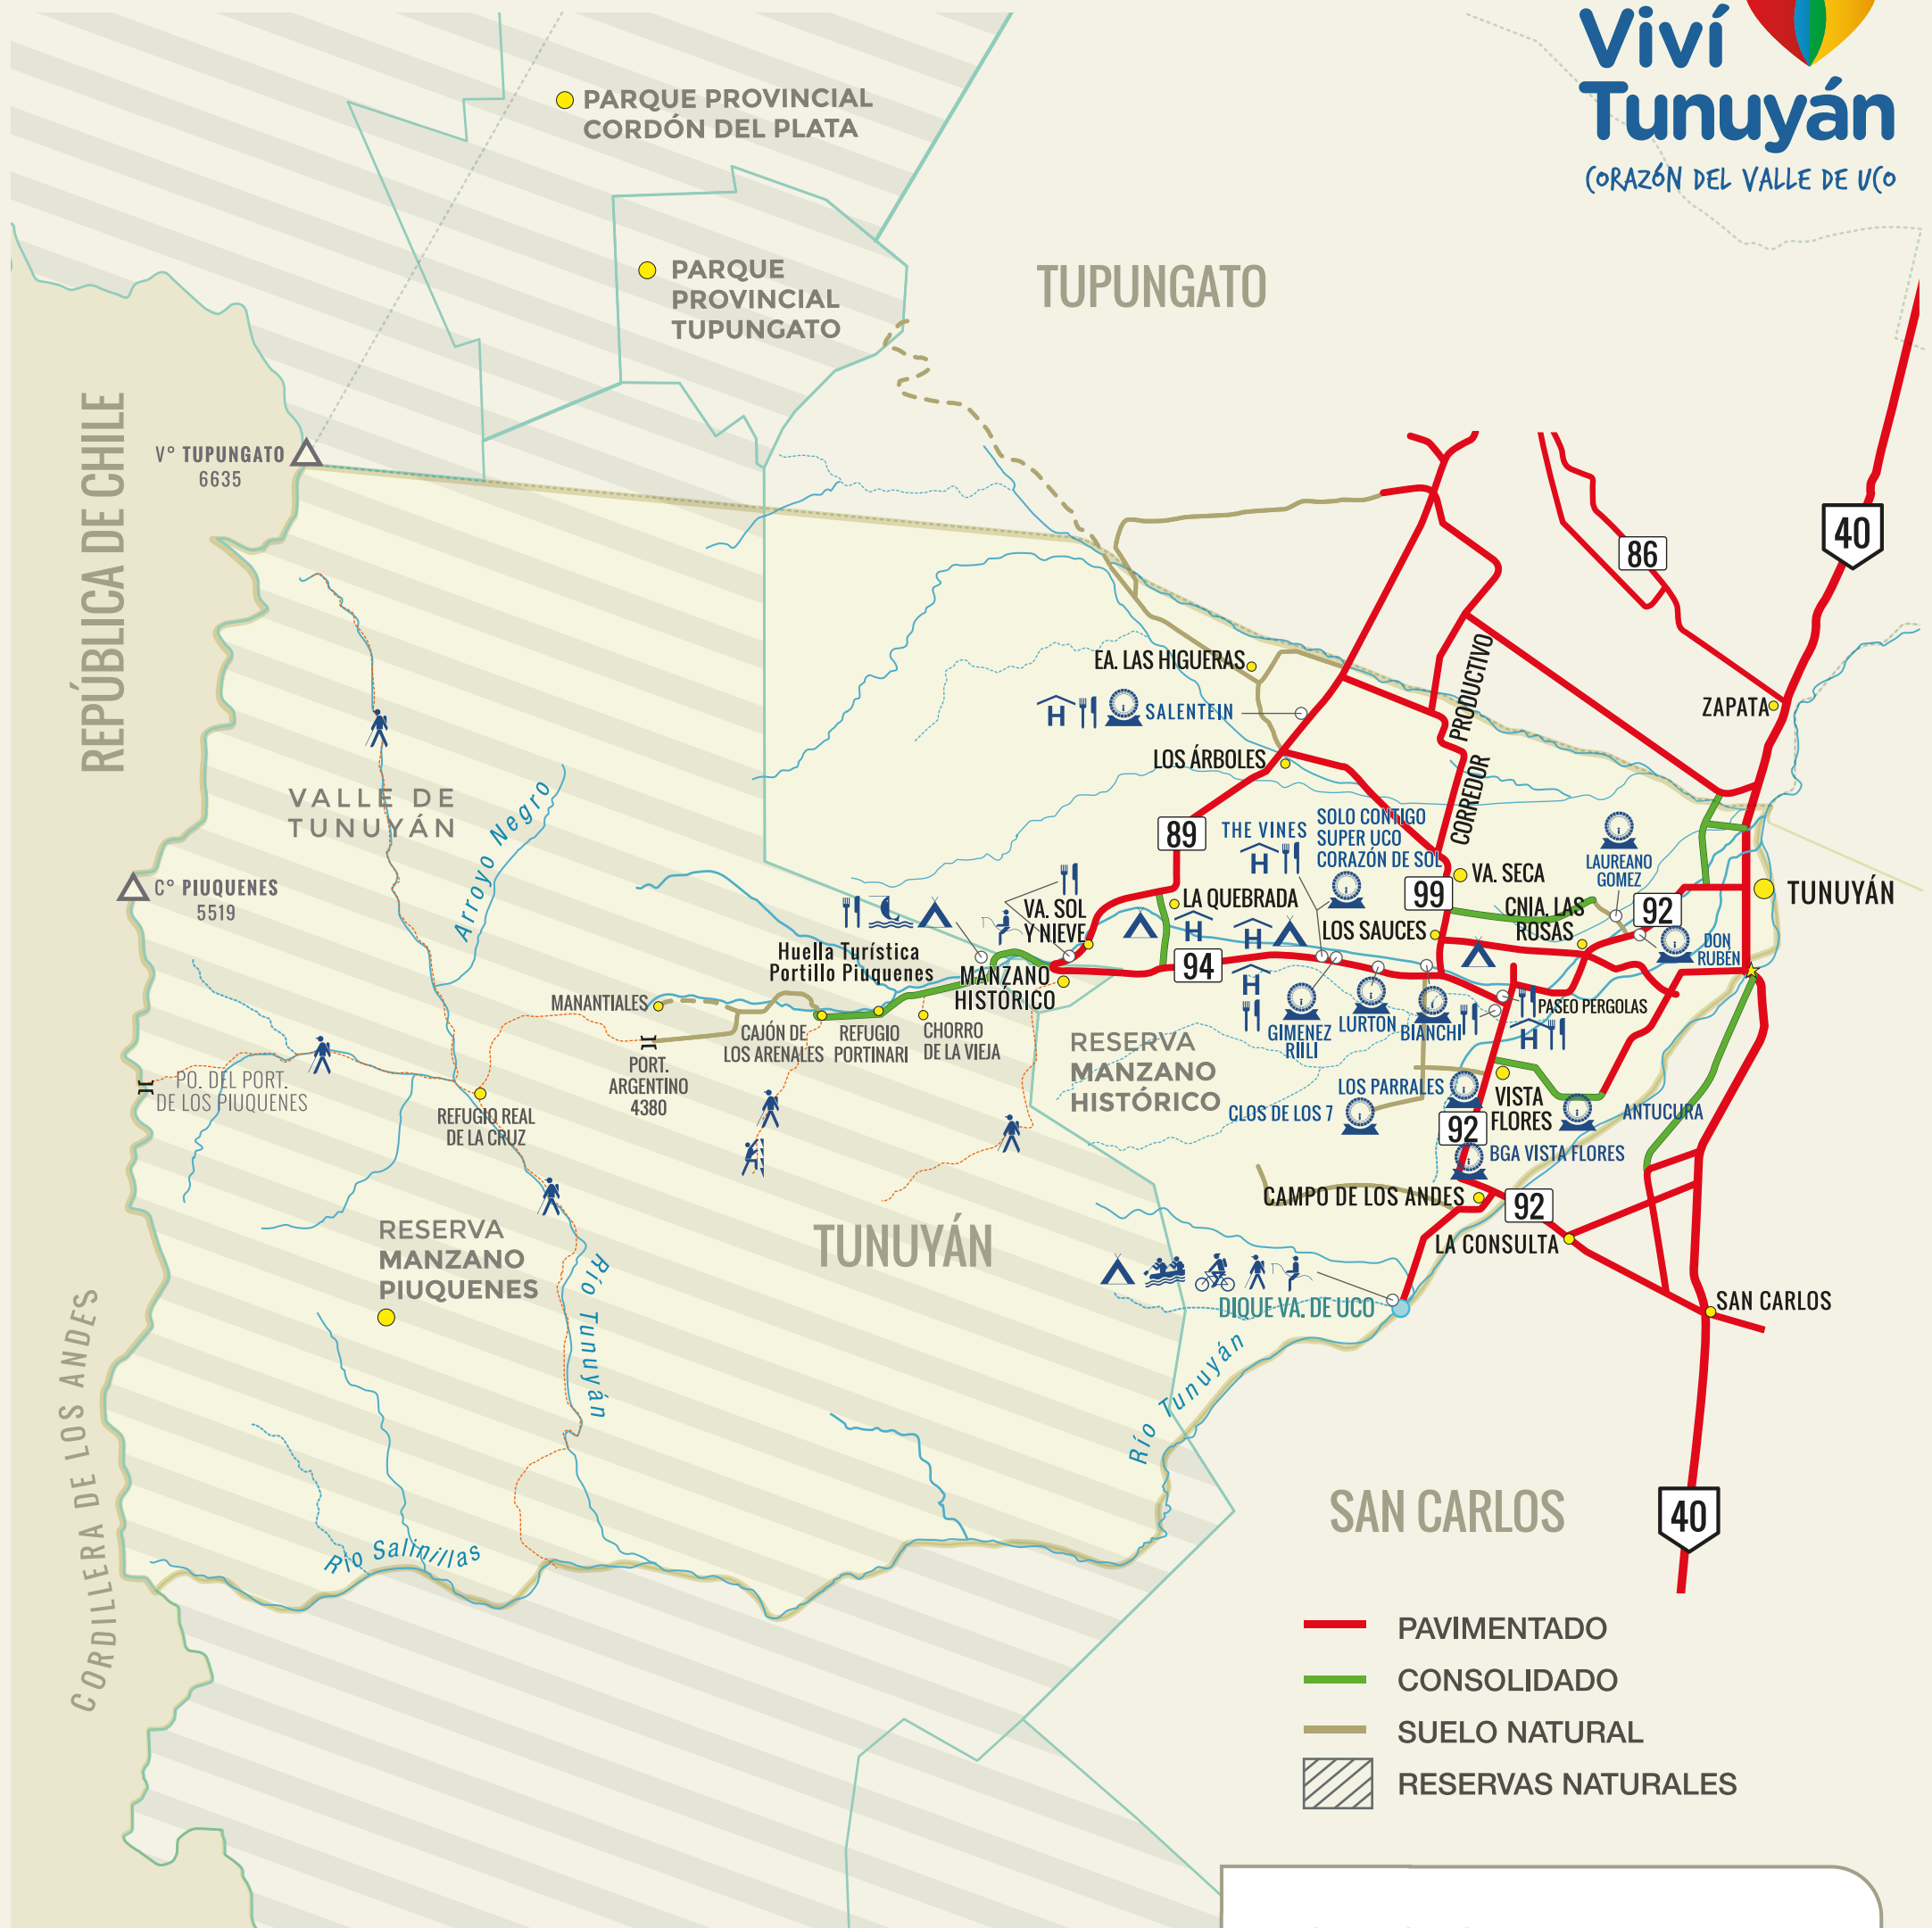 Viví
Tunuyán
CORAZÓN DEL VALLE DE UCO
PARQUE PROVINCIAL
CORDÓN DEL PLATA
PARQUE
PROVINCIAL
TUPUNGATO
TUPUNGATO
REPÚBLICA DE CHILE
V° TUPUNGATO
6635
40
86
EA. LAS HIGUERAS
PRODUCTIVO
CORREDOR
ZAPATA
H
SALENTEIN
LOS ÁRBOLES
VALLE DE
TUNUYÁN
Arroyo Negro
89
THE VINES
H
SOLO CONTIGO
SUPER UCO
CORAZÓN DE SOL
LAUREANO
GOMEZ
C° PIUQUENES
5519
VA. SECA
99
TUNUYÁN
LA QUEBRADA
CNIA. LAS
ROSAS
92
VA. SOL
Y NIEVE
H
H
LOS SAUCES
DON
RUBÉN
Huella Turística
Portillo Piuquenes
MANZANO
HISTÓRICO
94
H
MANANTIALES
CAJÓN DE
LOS ARENALES
REFUGIO
PORTINARI
CHORRO
DE LA VIEJA
GIMENEZ
RIILI
LURTON
BIANCHI
PASEO PERGOLAS
H
PORT.
ARGENTINO
4380
RESERVA
MANZANO
HISTÓRICO
PO. DEL PORT.
DE LOS PIUQUENES
REFUGIO REAL
DE LA CRUZ
LOS PARRALES
CLOS DE LOS 7
VISTA
FLORES
ANTUCURA
92
BGA VISTA FLORES
CAMPO DE LOS ANDES
92
LA CONSULTA
RESERVA
MANZANO
PIUQUENES
TUNUYÁN
Río Tunuyán
DIQUE VA. DE UCO
SAN CARLOS
CORDILLERA DE LOS ANDES
Río Tunuyán
Río Salinillas
SAN CARLOS
40
PAVIMENTADO
CONSOLIDADO
SUELO NATURAL
RESERVAS NATURALES